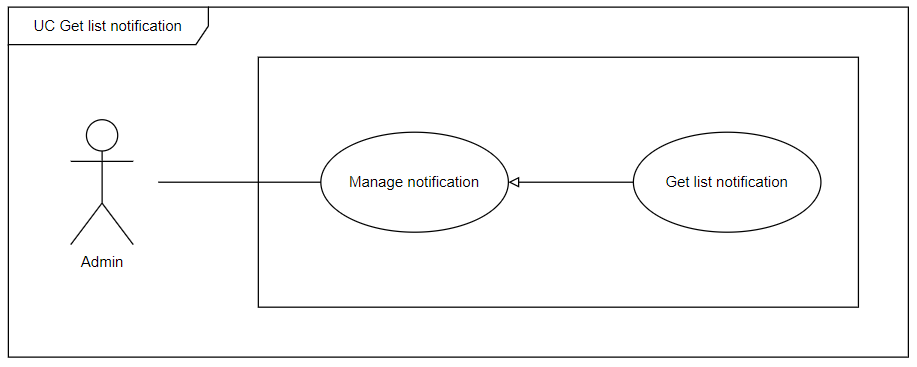 UC Get list notification
Manage notification
Get list notification
Admin